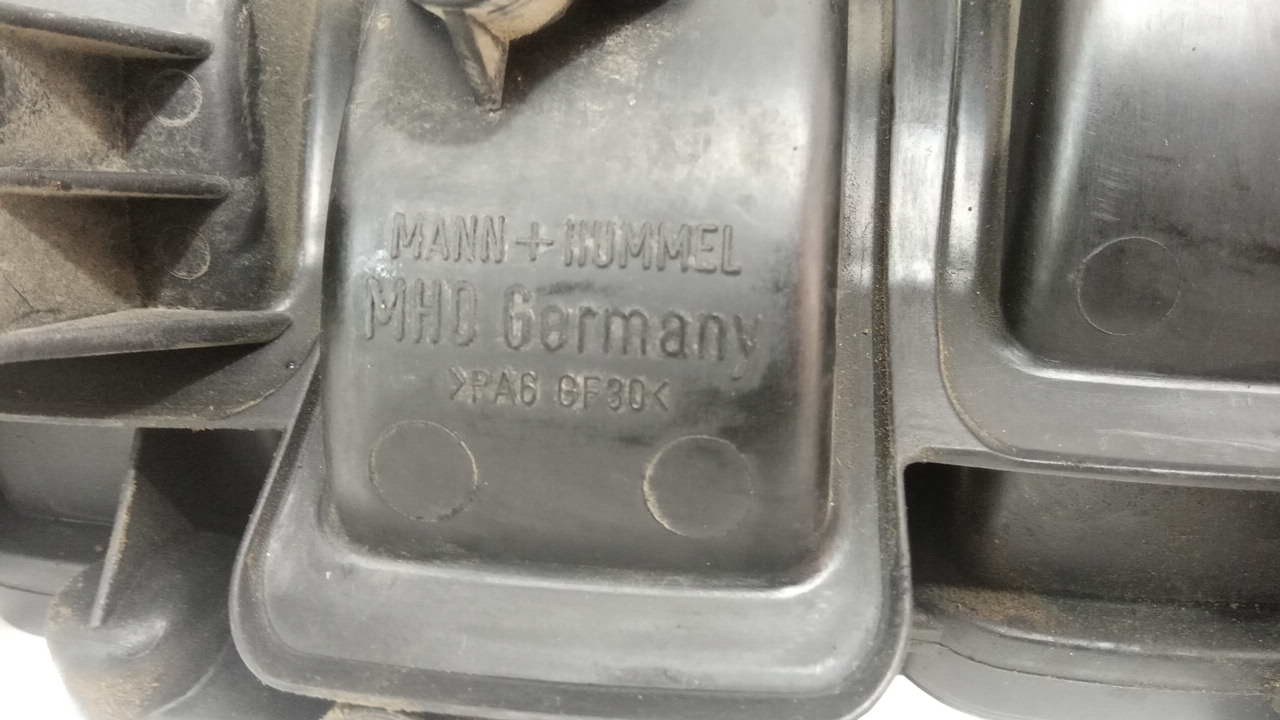 MANN+HUMMEL
MHD Germany
>PA6 GF30<